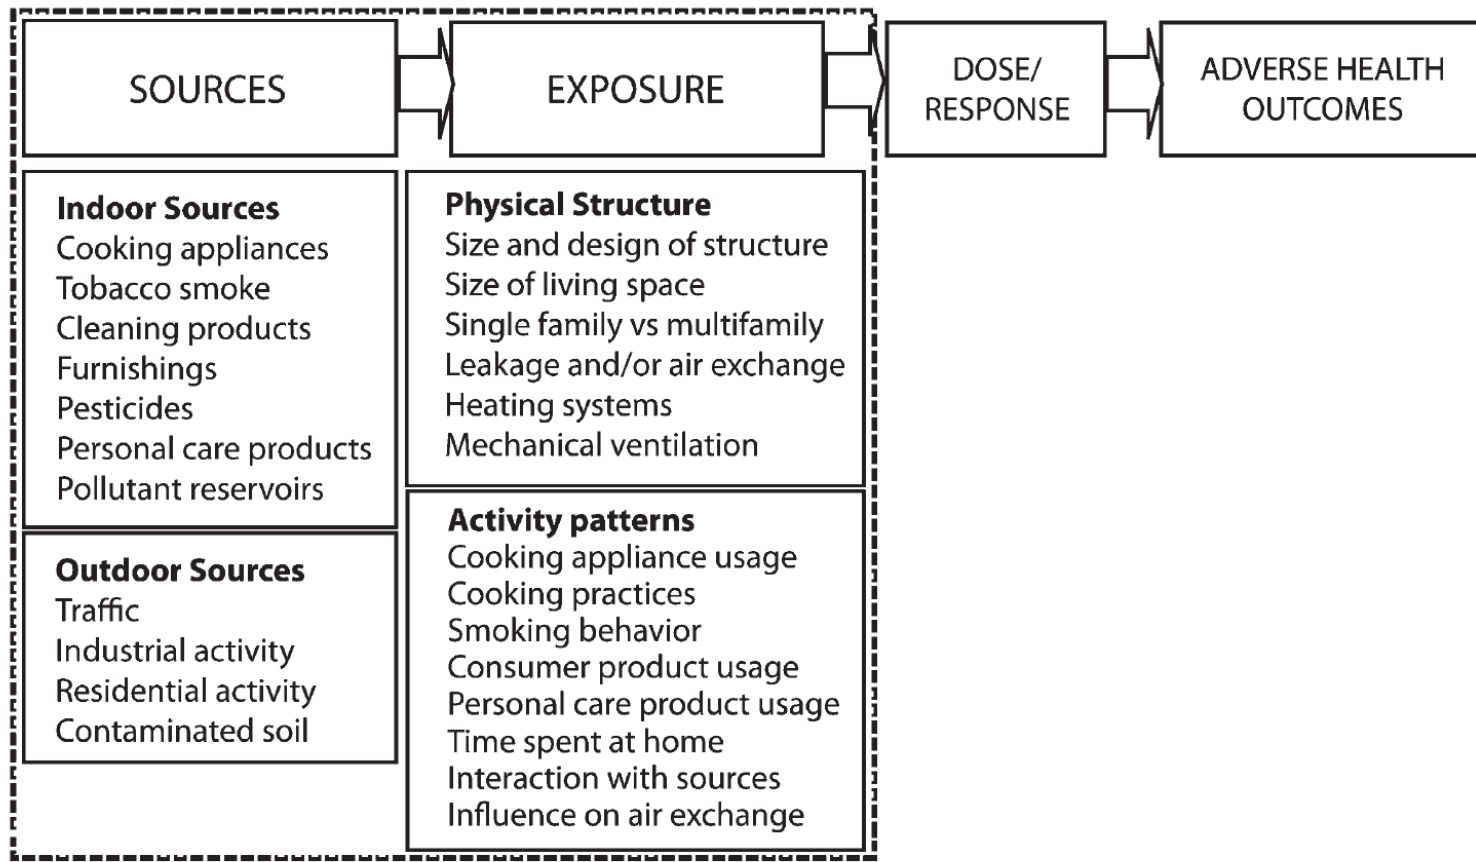 SOURCES
EXPOSURE
DOSE/
RESPONSE
ADVERSE HEALTH
OUTCOMES
Indoor Sources
Cooking appliances
Tobacco smoke
Cleaning products
Furnishings
Pesticides
Personal care products
Pollutant reservoirs
Outdoor Sources
Traffic
Industrial activity
Residential activity
Contaminated soil
Physical Structure
Size and design of structure
Size of living space
Single family vs multifamily
Leakage and/or air exchange
Heating systems
Mechanical ventilation
Activity patterns
Cooking appliance usage
Cooking practices
Smoking behavior
Consumer product usage
Personal care product usage
Time spent at home
Interaction with sources
Influence on air exchange